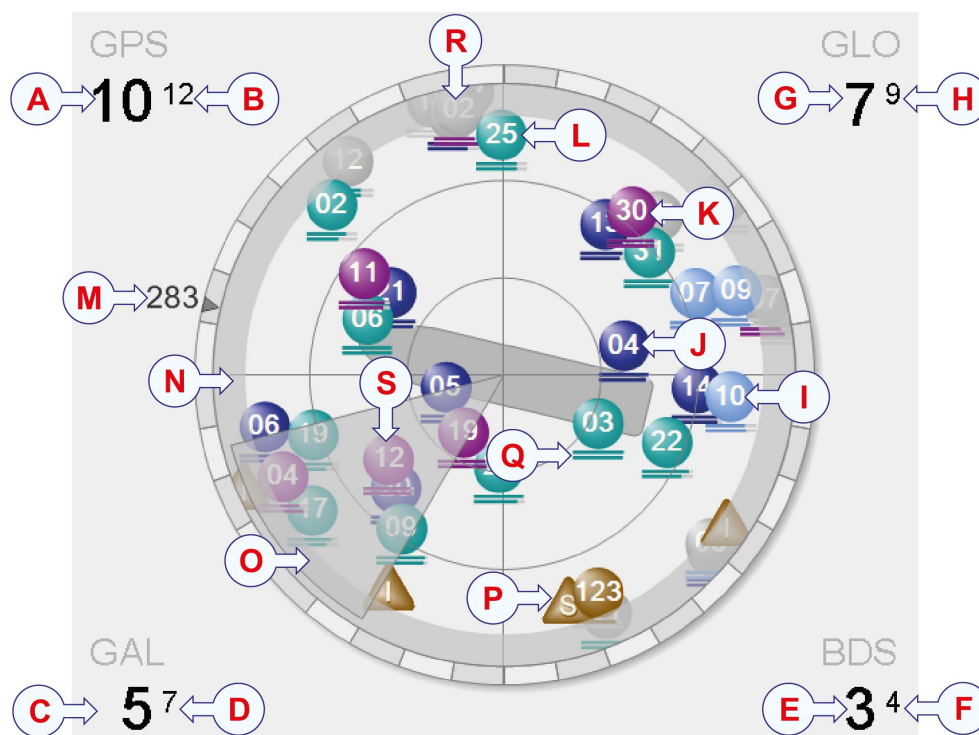 GPS R GLO
A 10 12 B G 7 9 H
02
25 L
12
02 30 K
13
31
11 21 07 09 07
M 283
06
04 J
N S 05 14 10 I
06 19 12 19 Q 03 22
04
17 09
O
I P S 123 I
GAL BDS
C 5 7 D E 3 4 F